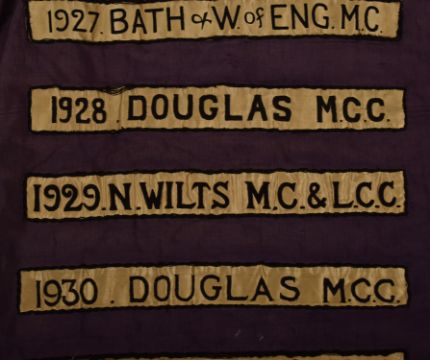 1927. BATH & W of ENG. M.C.
1928. DOUGLAS M.C.C.
1929. N. WILTS M.C. & L.C.C.
1930. DOUGLAS M.C.C.